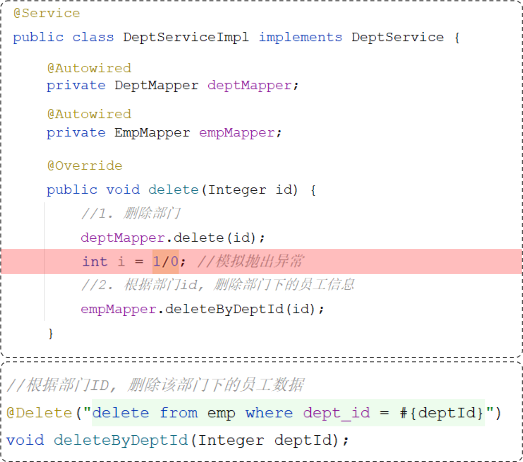 @Service
public class DeptServiceImpl implements DeptService {
@Autowired
private DeptMapper deptMapper;
@Autowired
private EmpMapper empMapper;
@Override
public void delete(Integer id) {
//1. 删除部门
deptMapper.delete(id);
int i = 1/0; //模拟抛出异常
//2. 根据部门id, 删除部门下的员工信息
empMapper.deleteByDeptId(id);
}
//根据部门ID, 删除该部门下的员工数据
@Delete("delete from emp where dept_id = #{deptId}")
void deleteByDeptId(Integer deptId);